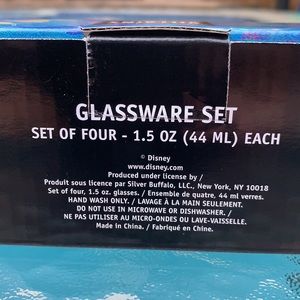 GLASSWARE SET
SET OF FOUR - 1.5 OZ (44 ML) EACH
© Disney
www.disney.com
Produced under license by /
Produit sous licence par Silver Buffalo, LLC., New York, NY 10018
Set of four, 1.5 oz. glasses. / Ensemble de quatre, 44 ml verres.
HAND WASH ONLY. / LAVAGE À LA MAIN SEULEMENT.
DO NOT USE IN MICROWAVE OR DISHWASHER. /
NE PAS UTILISER AU MICRO-ONDES OU LAVE-VAISSELLE.
Made in China. / Fabriqué en Chine.